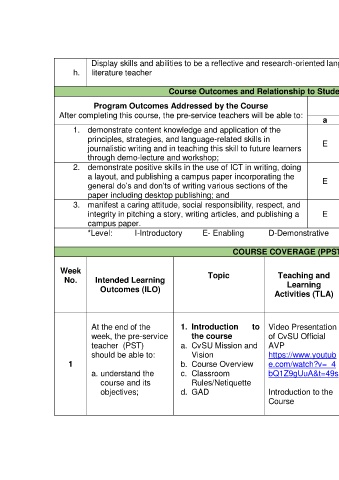 Display skills and abilities to be a reflective and research-oriented
h. literature teacher
Course Outcomes and Relationship to
Program Outcomes Addressed by the Course
After completing this course, the pre-service teachers will be able to:
a
1. demonstrate content knowledge and application of the
principles, strategies, and language-related skills in
journalistic writing and in teaching this skill to future learners
through demo-lecture and workshop;
E
2. demonstrate positive skills in the use of ICT in writing, doing
a layout, and publishing a campus paper incorporating the
general do's and don'ts of writing various sections of the
paper including desktop publishing; and
E
3. manifest a caring attitude, social responsibility, respect, and
integrity in pitching a story, writing articles, and publishing a
campus paper.
E
*Level: I-Introductory E- Enabling D-Demonstrative
COURSE COVERAGE (PPST
Week
No.
Intended Learning
Outcomes (ILO)
Topic
Teaching and
Learning
Activities (TLA)
1
At the end of the
week, the pre-service
teacher (PST)
should be able to:
a. understand the
course and its
objectives;
1. Introduction to
the course
a. CvSU Mission and
Vision
b. Course Overview
c. Classroom
Rules/Netiquette
d. GAD
Video Presentation
of CvSU Official
AVP
https://www.youtub
e.com/watch?v=_4
bQ1Z9gUuA&t=49s
Introduction to the
Course